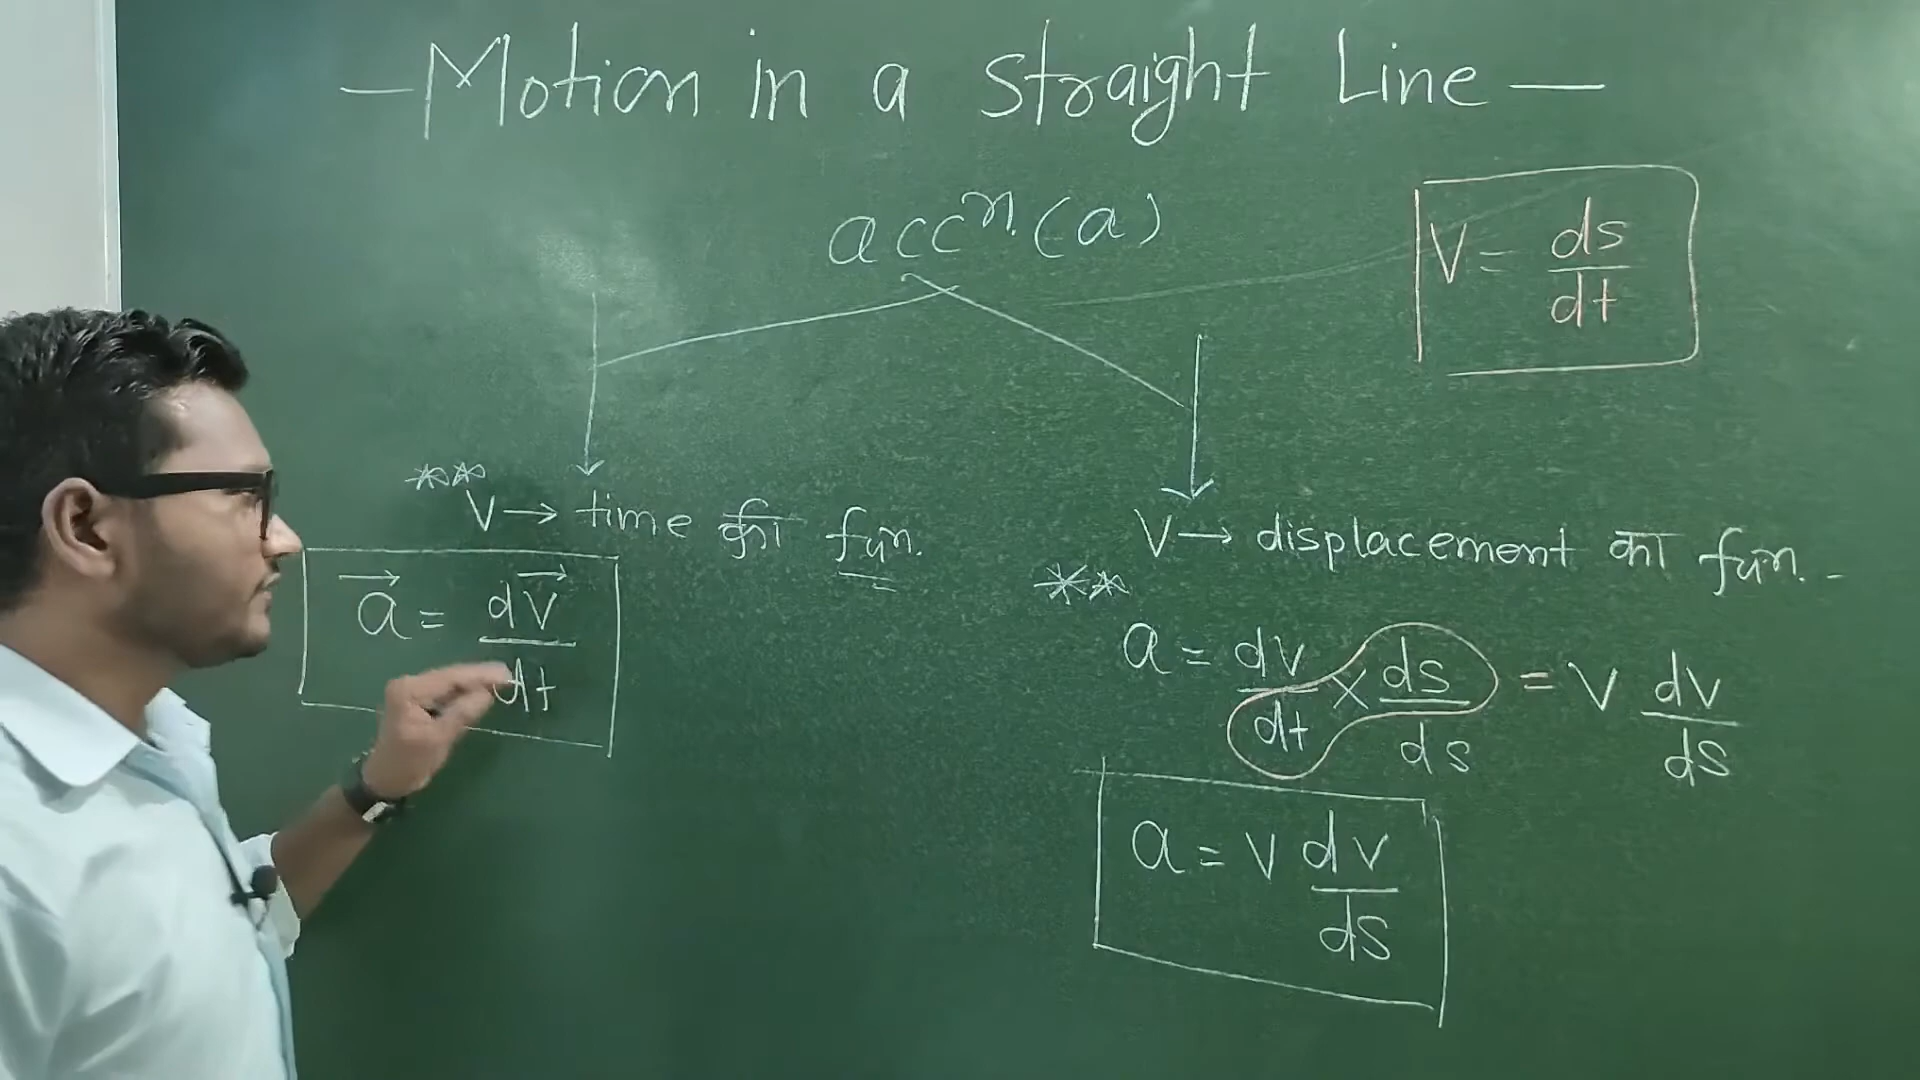 — Motion in a Straight Line —
accⁿ. (a)
V = ds/dt
** V → time की fun.
a⃗ = dv⃗/dt
V → displacement का fun. -
** a = dv/dt × ds/ds = v dv/ds
a = v dv/ds